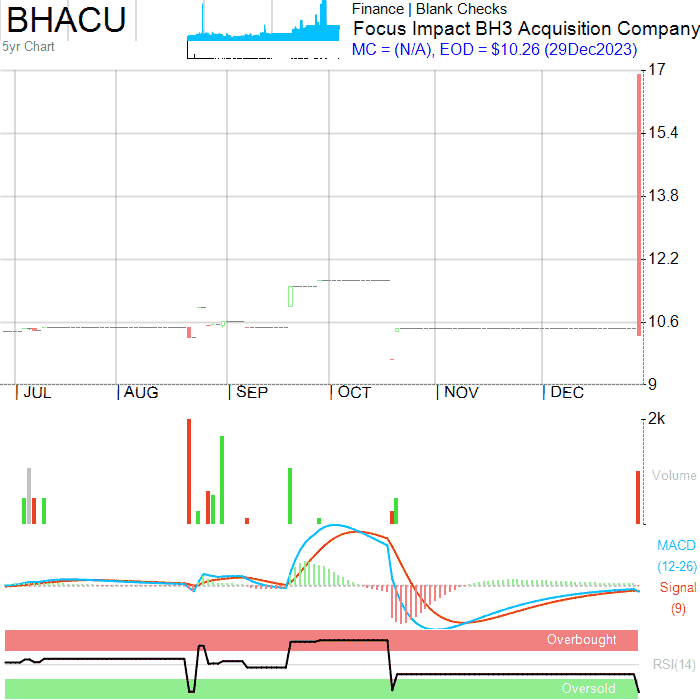 BHACU
5yr Chart
Finance | Blank Checks
Focus Impact BH3 Acquisition Company
MC = (N/A), EOD = $10.26 (29Dec2023)
17
15.4
13.8
12.2
10.6
9
JUL AUG SEP OCT NOV DEC
2k
Volume
MACD
(12-26)
Signal
(9)
Overbought
RSI(14)
Oversold